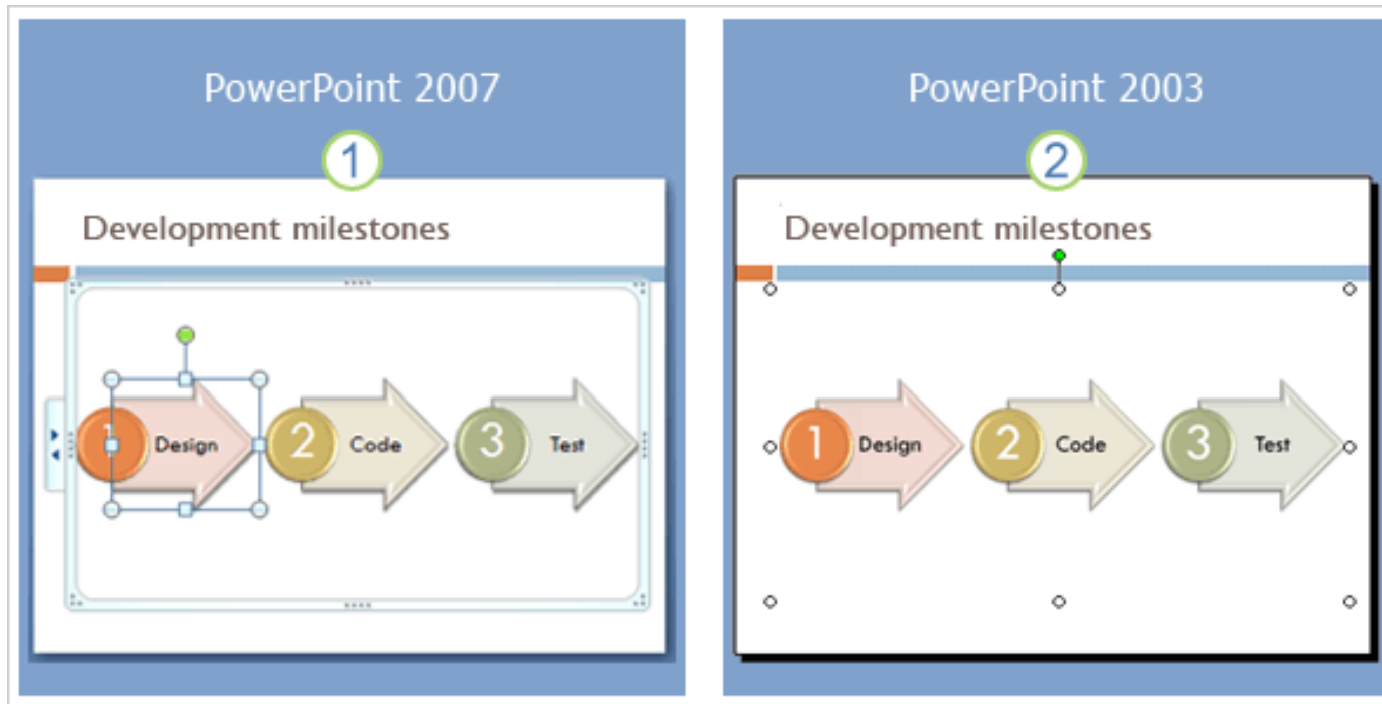 PowerPoint 2007
1
Development milestones
1 Design 2 Code 3 Test
PowerPoint 2003
2
Development milestones
1 Design 2 Code 3 Test